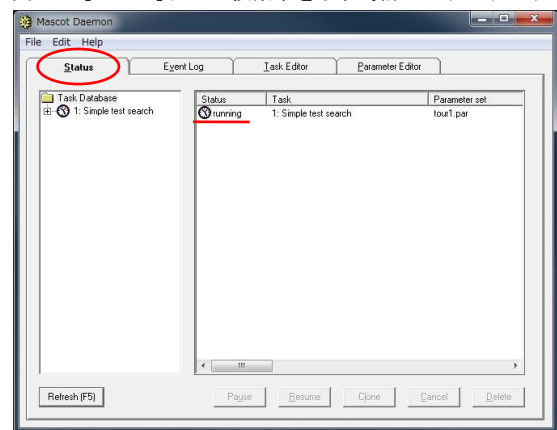 Mascot Daemon
File Edit Help
Status Event Log Task Editor Parameter Editor
Task Database
1: Simple test search
Status Task Parameter set
running 1: Simple test search tour1.par
Refresh (F5) Pause Resume Clone Cancel Delete